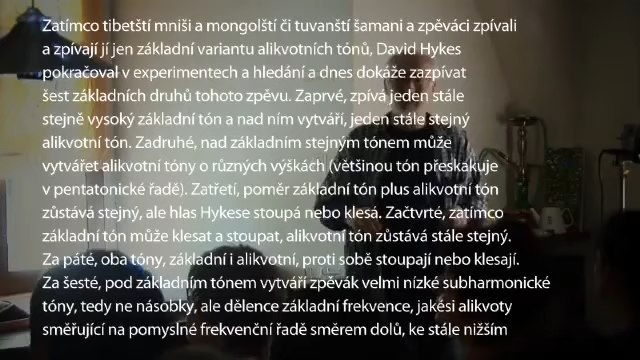 Zatímco tibetští mniši a mongolští či tuvanští šamani a zpěváci zpívali
a zpívají jí jen základní variantu alikvotních tónů, David Hykes
pokračoval v experimentech a hledání a dnes dokáže zazpívat
šest základních druhů tohoto zpěvu. Zaprvé, zpívá jeden stále
stejně vysoký základní tón a nad ním vytváří, jeden stále stejný
alikvotní tón. Zadruhé, nad základním stejným tónem může
vytvářet alikvotní tóny o různých výškách (většinou tón přeskakuje
v pentatonické řadě). Zatřetí, poměr základní tón plus alikvotní tón
zůstává stejný, ale hlas Hykese stoupá nebo klesá. Začtvrté, zatímco
základní tón může klesat a stoupat, alikvotní tón zůstává stále stejný.
Za páté, oba tóny, základní i alikvotní, proti sobě stoupají nebo klesají.
Za šesté, pod základním tónem vytváří zpěvák velmi nízké subharmonické
tóny, tedy ne násobky, ale dělence základní frekvence, jakési alikvoty
směřující na pomyslné frekvenční řadě směrem dolů, ke stále nižším